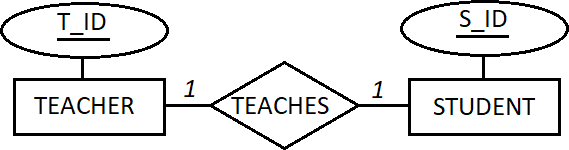 T_ID
S_ID
TEACHER 1 TEACHES 1 STUDENT